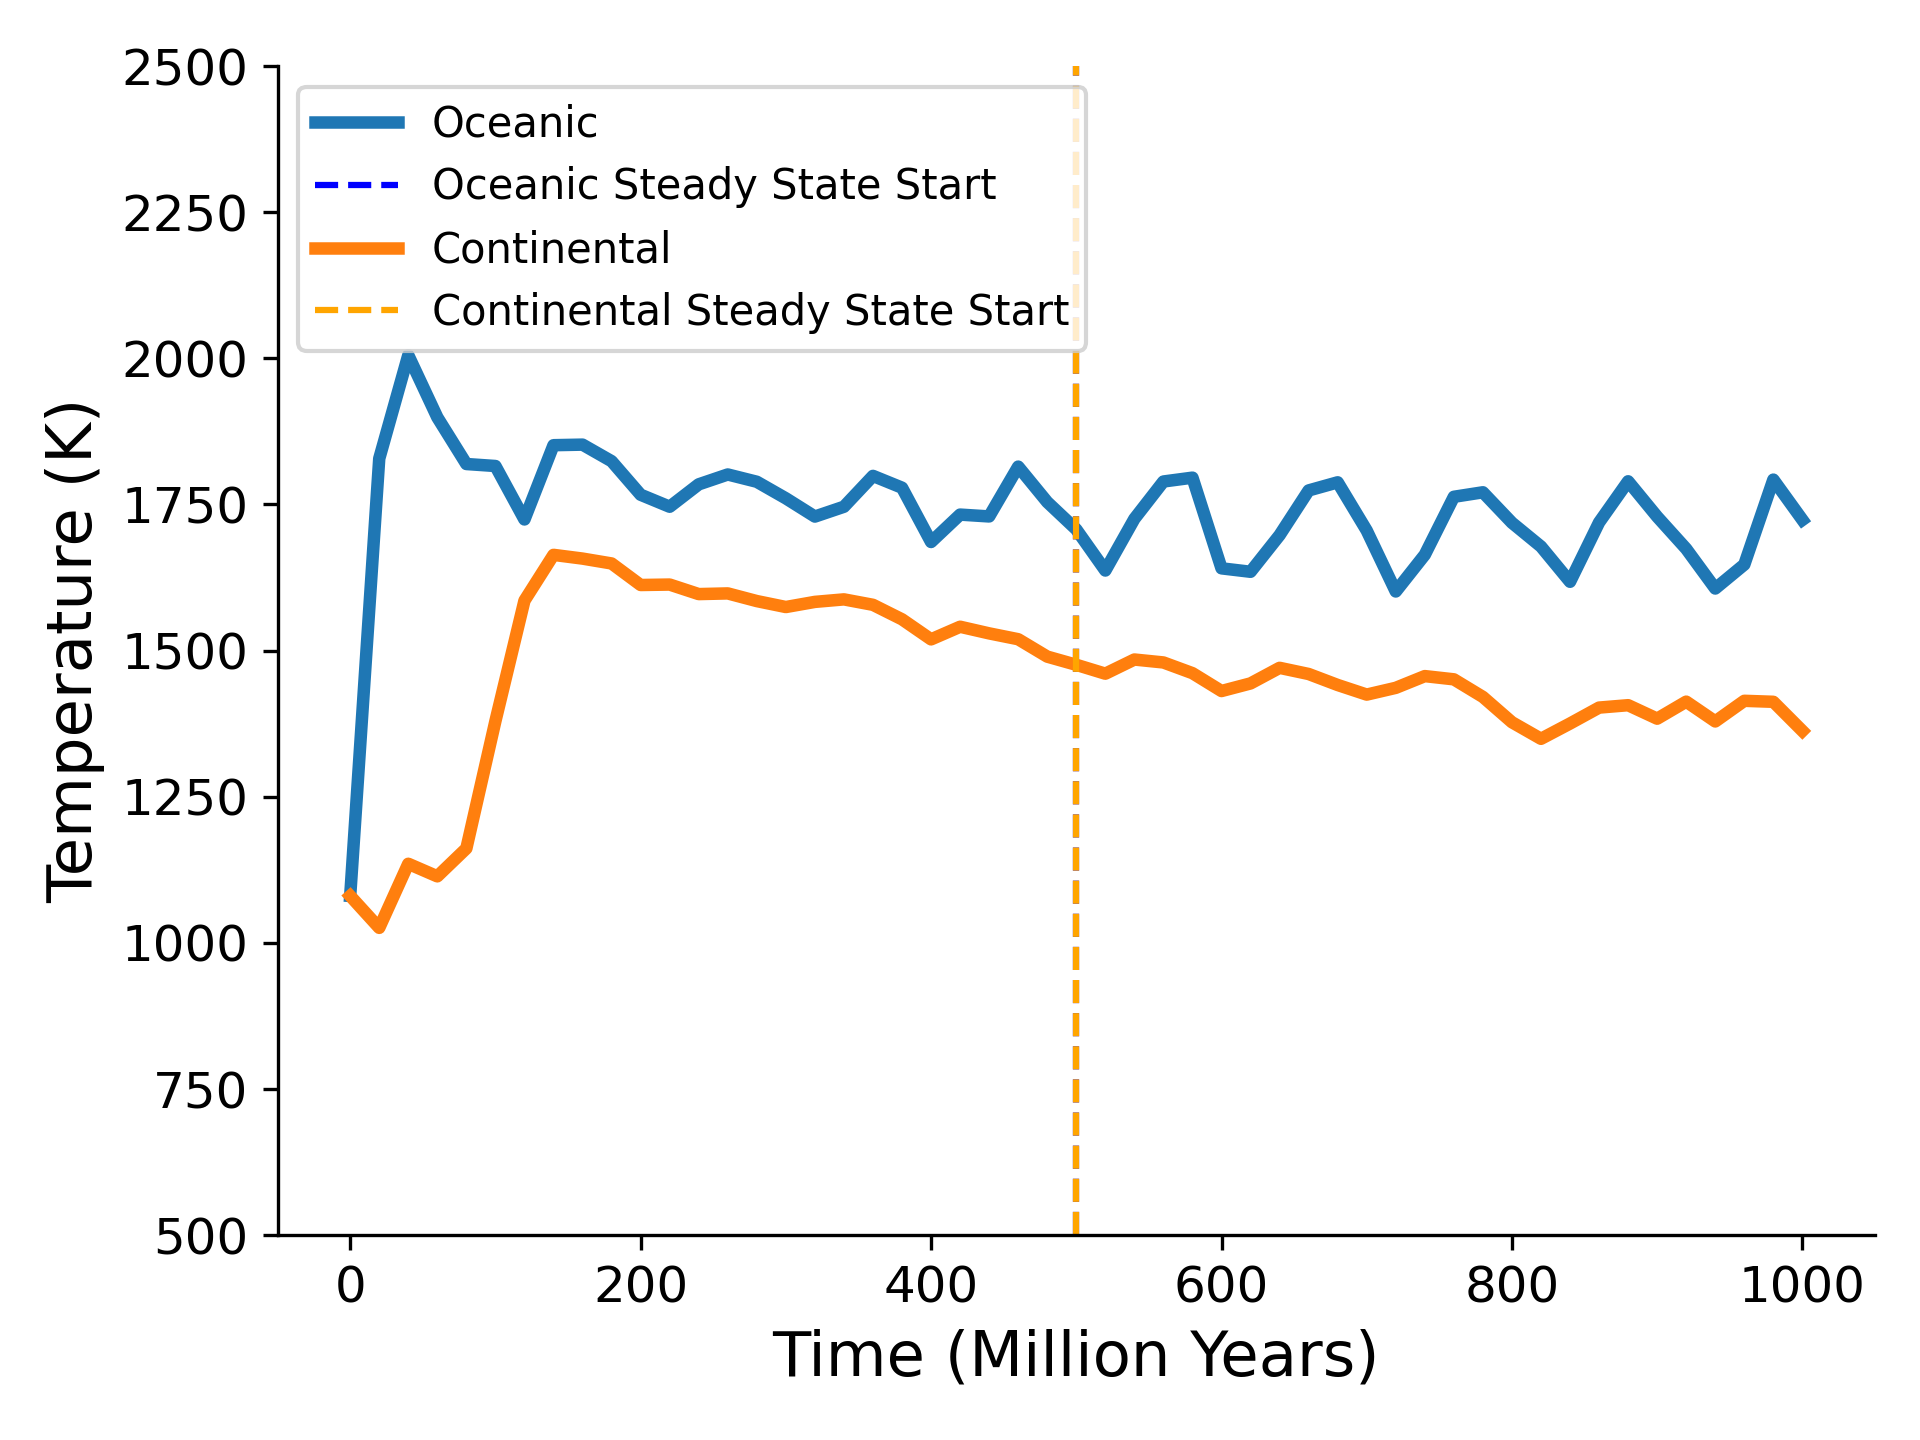 2500
2250
2000
1750
1500
1250
1000
750
500
Temperature (K)
Oceanic
Oceanic Steady State Start
Continental
Continental Steady State Start
0 200 400 600 800 1000
Time (Million Years)